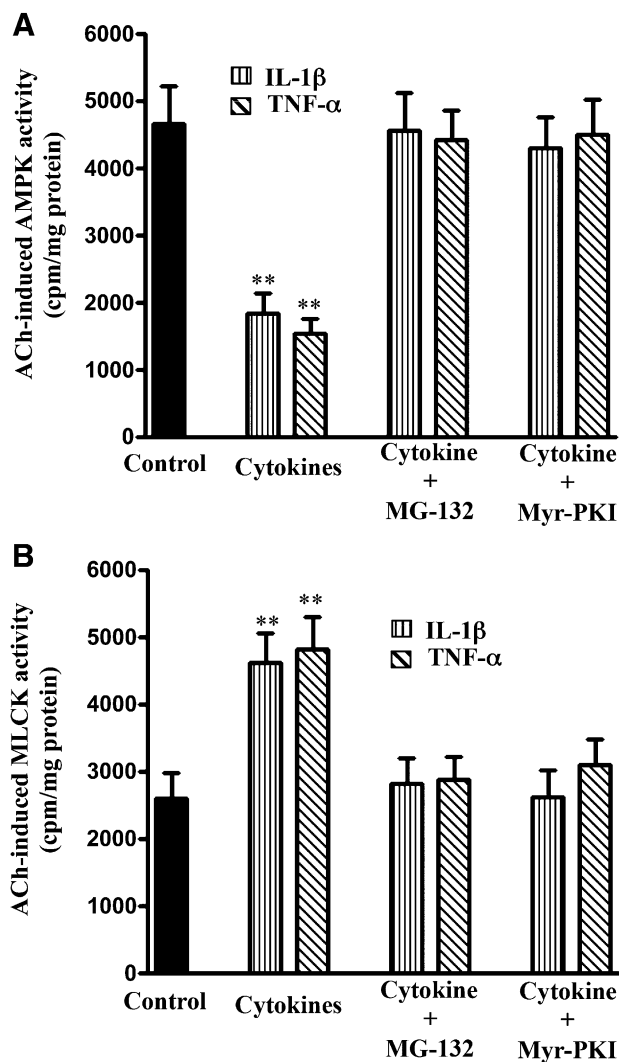 A
6000
5000
4000
3000
2000
1000
0
ACh-induced AMPK activity
(cpm/mg protein)
IL-1β
TNF-α
** **
Control
Cytokines
Cytokine
+
MG-132
Cytokine
+
Myr-PKI
B
6000
5000
4000
3000
2000
1000
0
ACh-induced MLCK activity
(cpm/mg protein)
** **
IL-1β
TNF-α
Control
Cytokines
Cytokine
+
MG-132
Cytokine
+
Myr-PKI